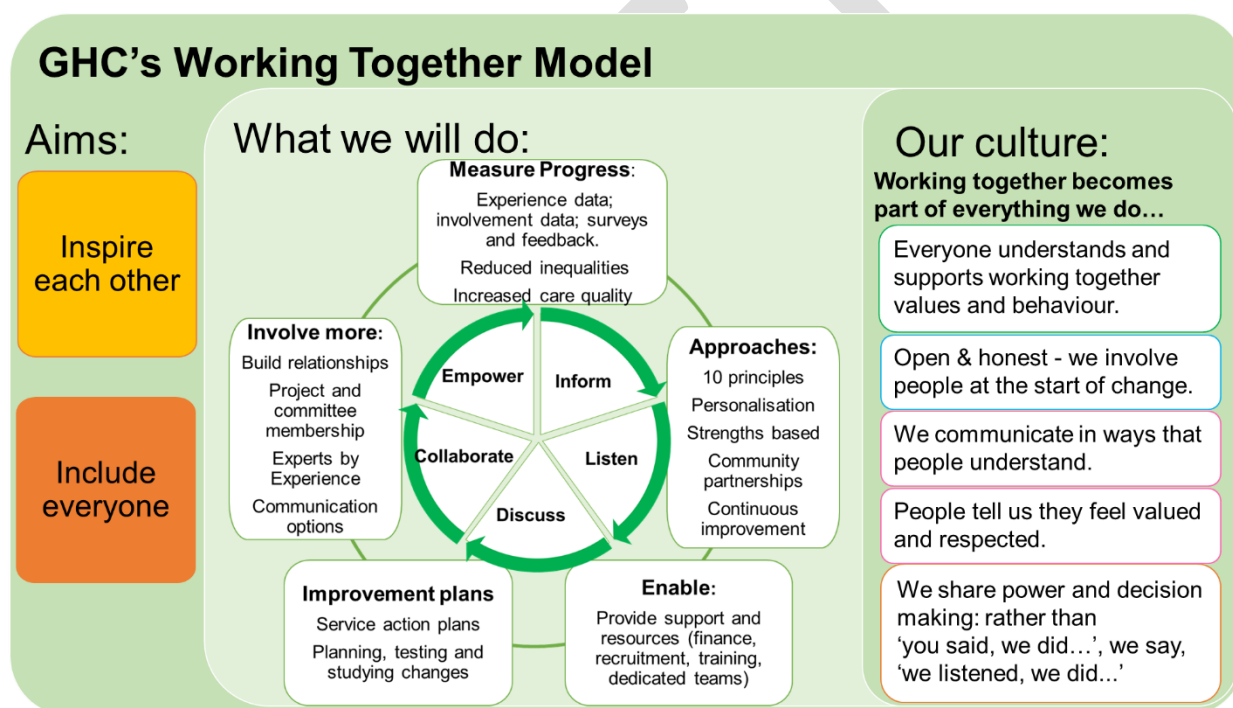 GHC's Working Together Model
Aims:
Inspire
each other
Include
everyone
What we will do:
Measure Progress:
Experience data;
involvement data; surveys
and feedback.
Reduced inequalities
Increased care quality
Approaches:
10 principles
Personalisation
Strengths based
Community
partnerships
Continuous
improvement
Enable:
Provide support and
resources (finance,
recruitment, training,
dedicated teams)
Improvement plans
Service action plans
Planning, testing and
studying changes
Involve more:
Build relationships
Project and
committee
membership
Experts by
Experience
Communication
options
Inform
Listen
Discuss
Collaborate
Empower
Our culture:
Working together becomes
part of everything we do…
Everyone understands and
supports working together
values and behaviour.
Open & honest - we involve
people at the start of change.
We communicate in ways that
people understand.
People tell us they feel valued
and respected.
We share power and decision
making: rather than
‘you said, we did…’, we say,
‘we listened, we did...’